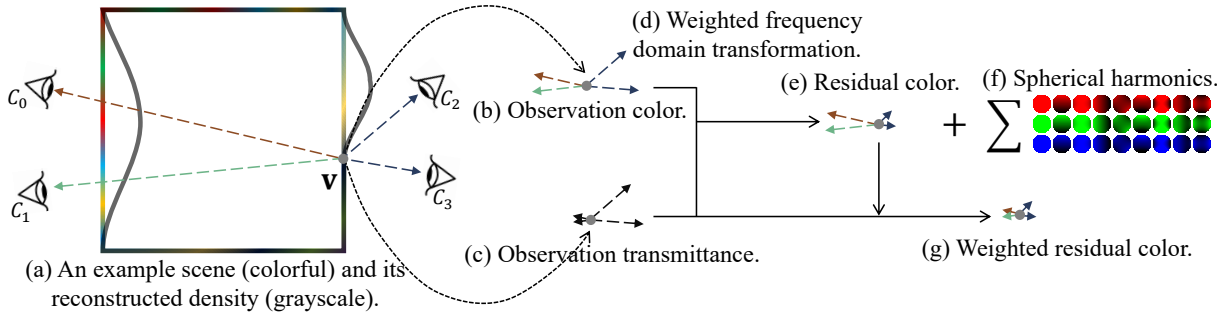 C0
C1
C2
C3
V
(a) An example scene (colorful) and its
reconstructed density (grayscale).
(b) Observation color.
(c) Observation transmittance.
(d) Weighted frequency
domain transformation.
(e) Residual color.
+
∑
(f) Spherical harmonics.
(g) Weighted residual color.